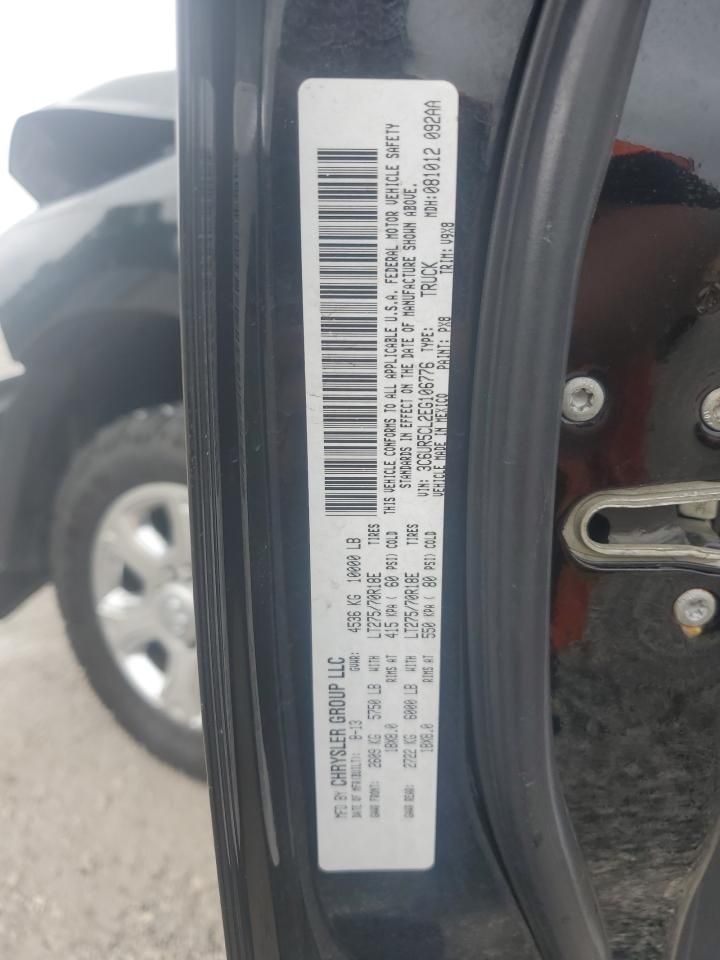 MFD BY CHRYSLER GROUP LLC
DATE OF MFR(BUILT): 8-13 GVWR: 4536 KG 10000 LB
GAWR FRONT: 2609 KG 5750 LB WITH LT275/70R18E TIRES
18X8.0 RIMS AT 415 KPA( 60 PSI) COLD
GAWR REAR: 2722 KG 6000 LB WITH LT275/70R18E TIRES
18X8.0 RIMS AT 550 KPA( 80 PSI) COLD
THIS VEHICLE CONFORMS TO ALL APPLICABLE U.S.A. FEDERAL MOTOR VEHICLE SAFETY
STANDARDS IN EFFECT ON THE DATE OF MANUFACTURE SHOWN ABOVE.
VIN: 3C6UR5CL2EG106776 TYPE: TRUCK MDH:081012 092AA
VEHICLE MADE IN MEXICO PAINT: PX8 TRIM: V9X8